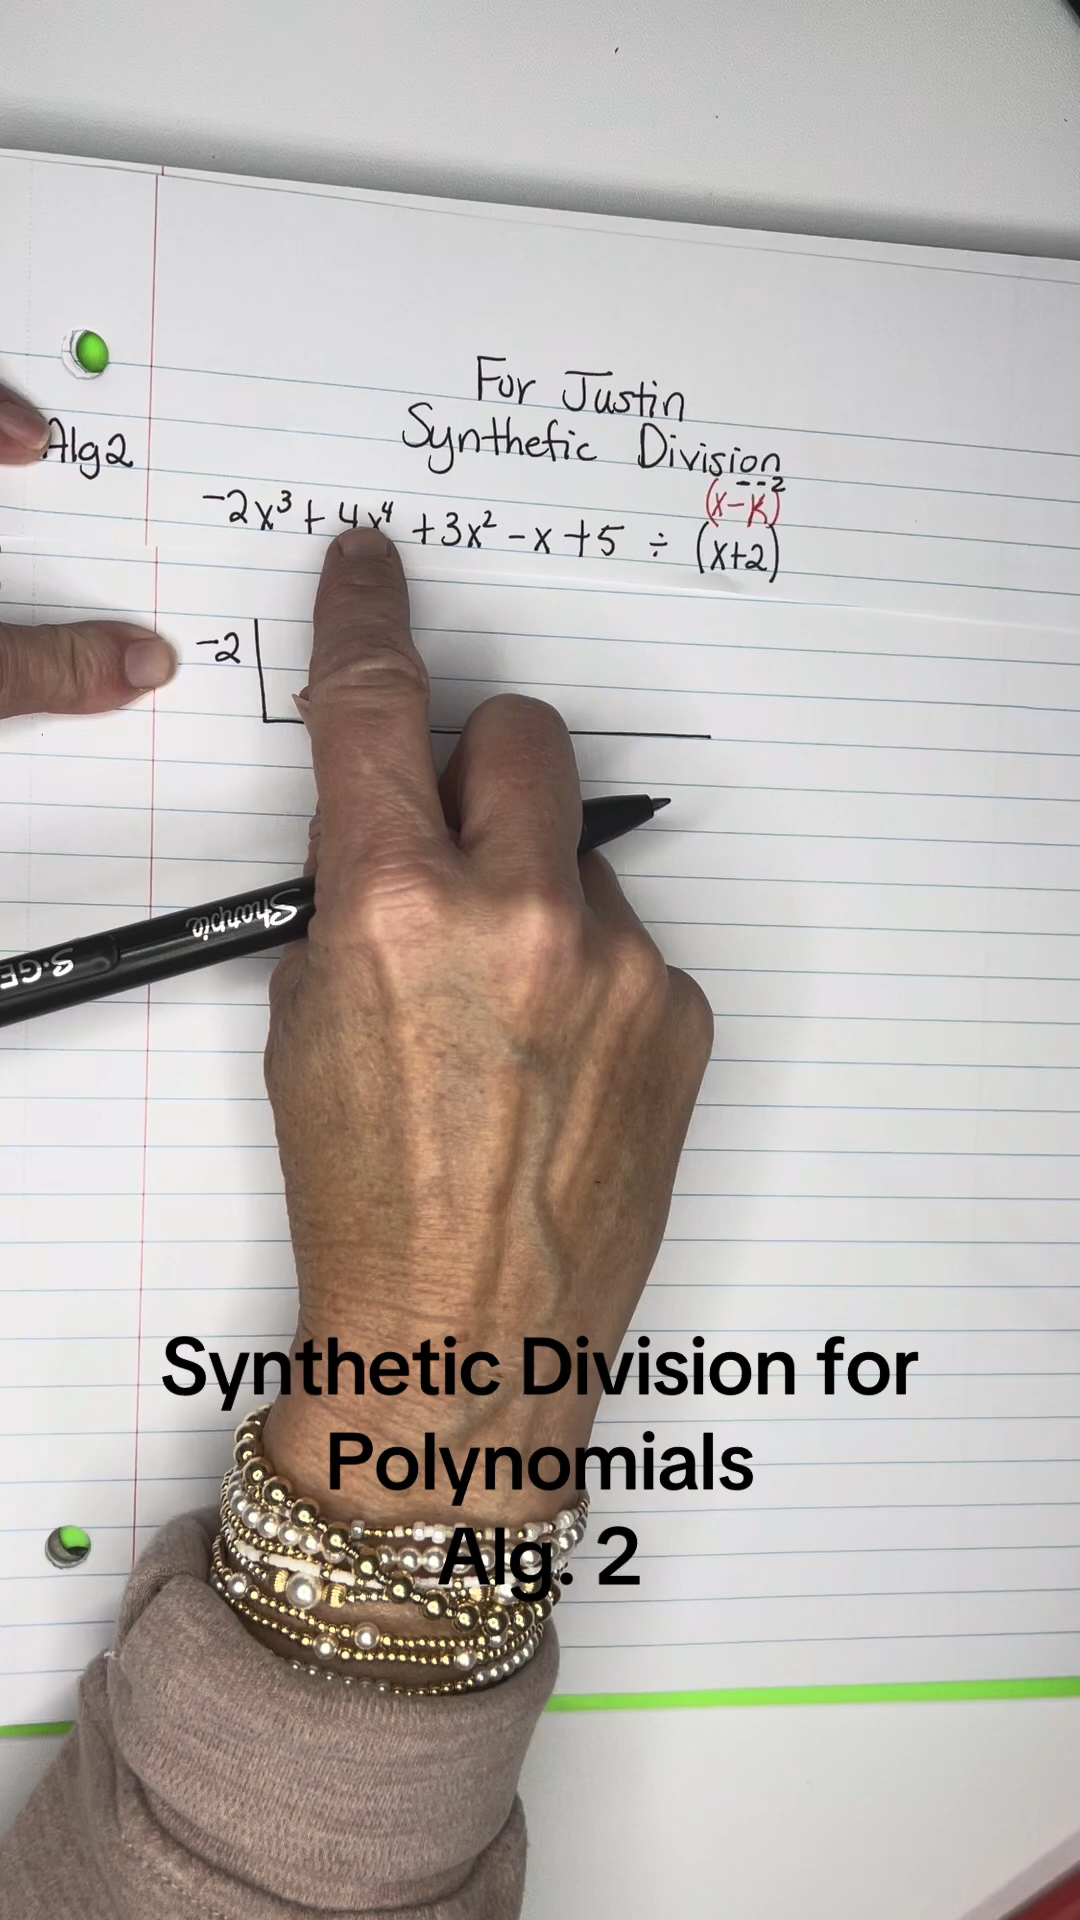 For Justin
Alg2
Synthetic Division
(x-k) --2
-2x³ + 4x⁴ + 3x² - x + 5 ÷ (x+2)
-2
Sharpie
S·GE
Synthetic Division for
Polynomials
Alg. 2